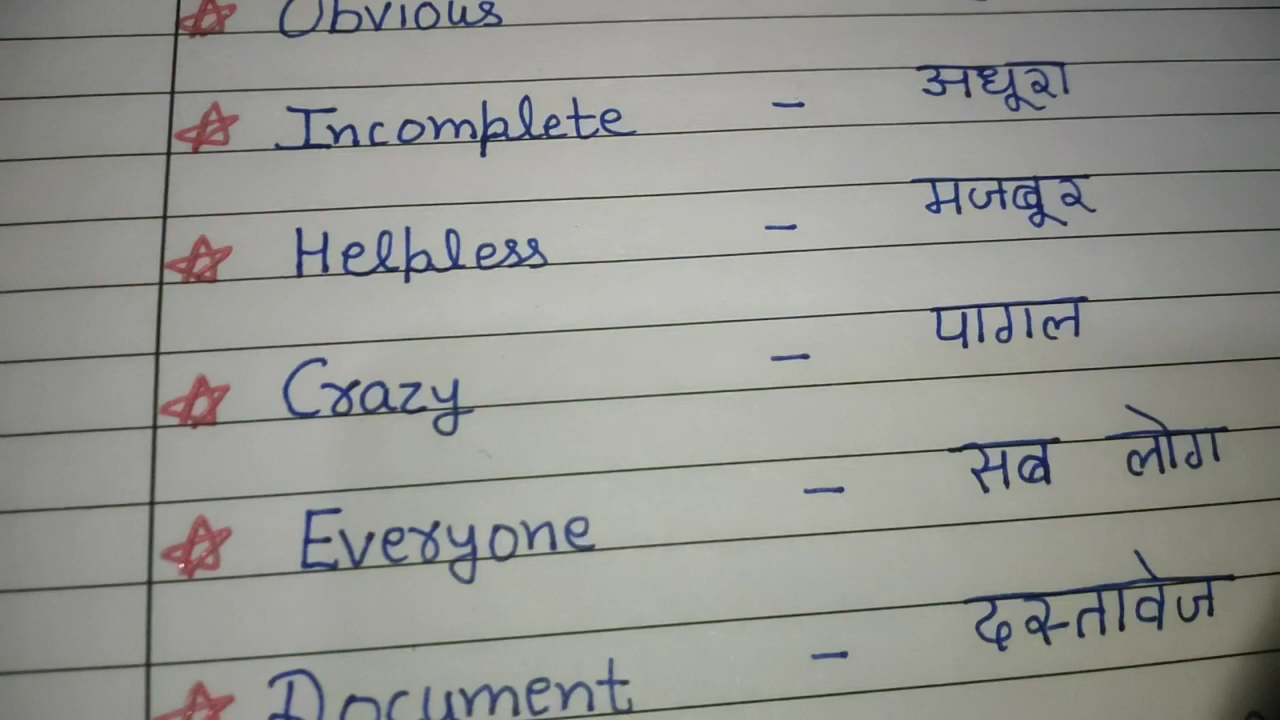 Obvious
Incomplete - अधूरा
Helpless - मजबूर
Crazy - पागल
Everyone - सब लोग
Document - दस्तावेज